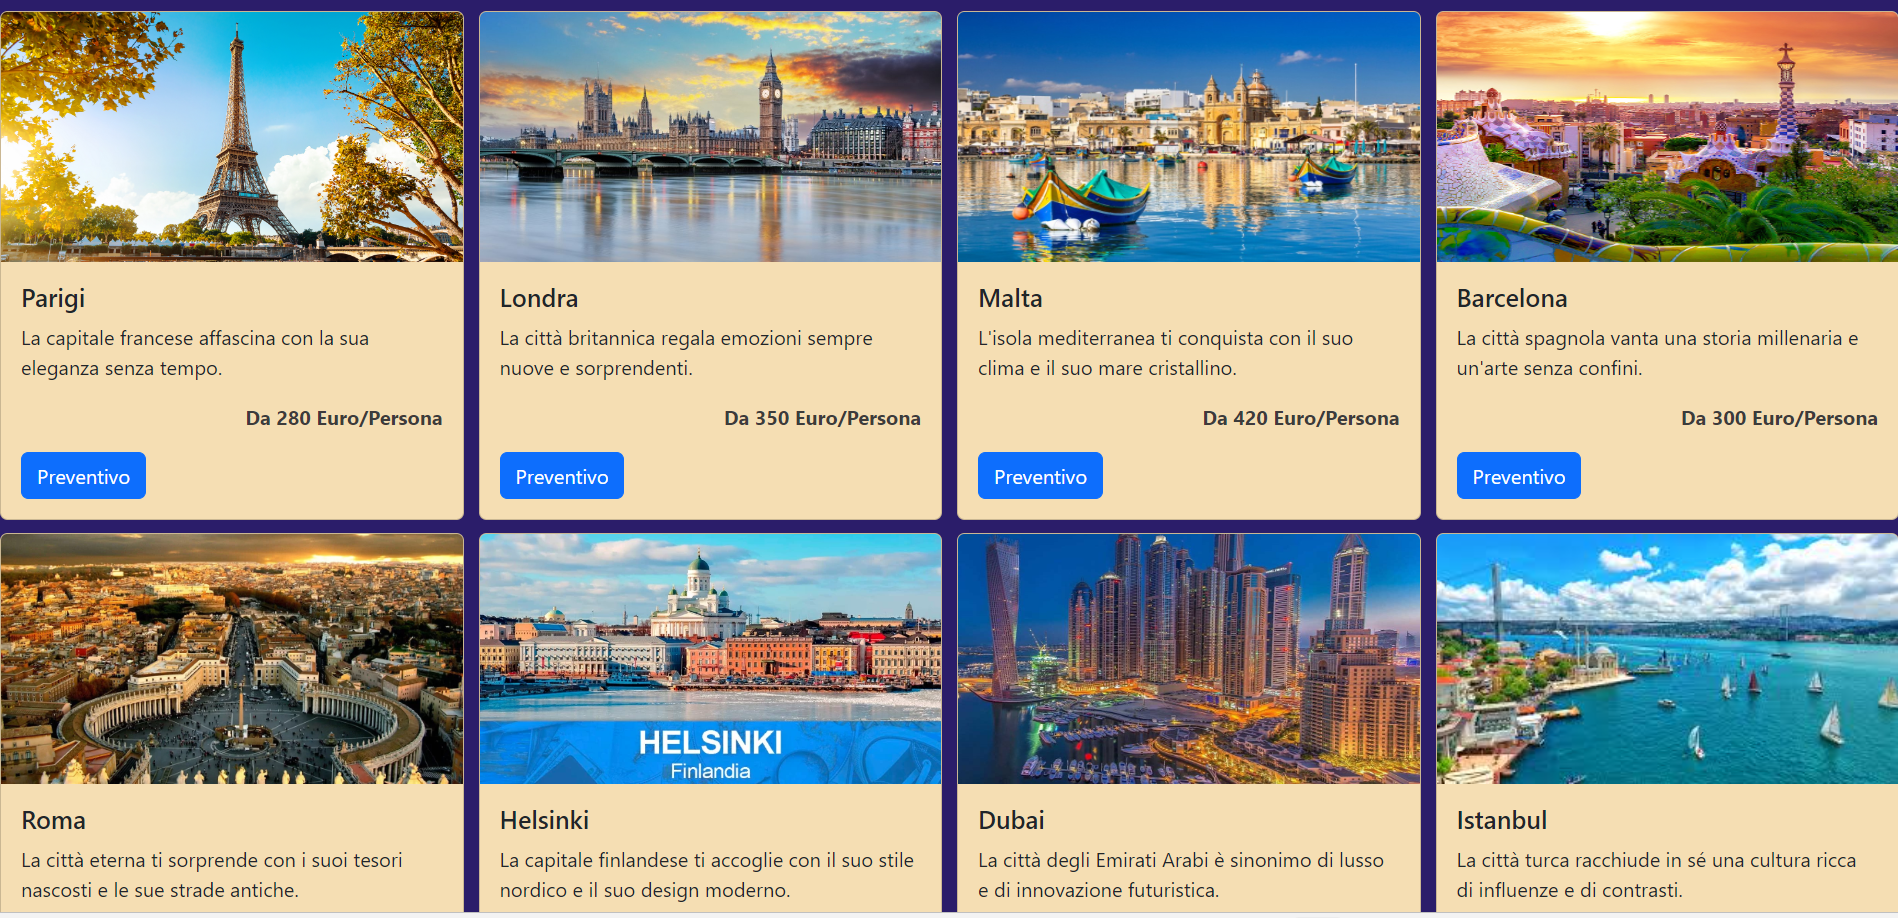 Parigi
La capitale francese affascina con la sua
eleganza senza tempo.
Da 280 Euro/Persona
Preventivo
Londra
La città britannica regala emozioni sempre
nuove e sorprendenti.
Da 350 Euro/Persona
Preventivo
Malta
L'isola mediterranea ti conquista con il suo
clima e il suo mare cristallino.
Da 420 Euro/Persona
Preventivo
Barcelona
La città spagnola vanta una storia millenaria e
un'arte senza confini.
Da 300 Euro/Persona
Preventivo
Roma
La città eterna ti sorprende con i suoi tesori
nascosti e le sue strade antiche.
HELSINKI
Finlandia
Helsinki
La capitale finlandese ti accoglie con il suo stile
nordico e il suo design moderno.
Dubai
La città degli Emirati Arabi è sinonimo di lusso
e di innovazione futuristica.
Istanbul
La città turca racchiude in sé una cultura ricca
di influenze e di contrasti.